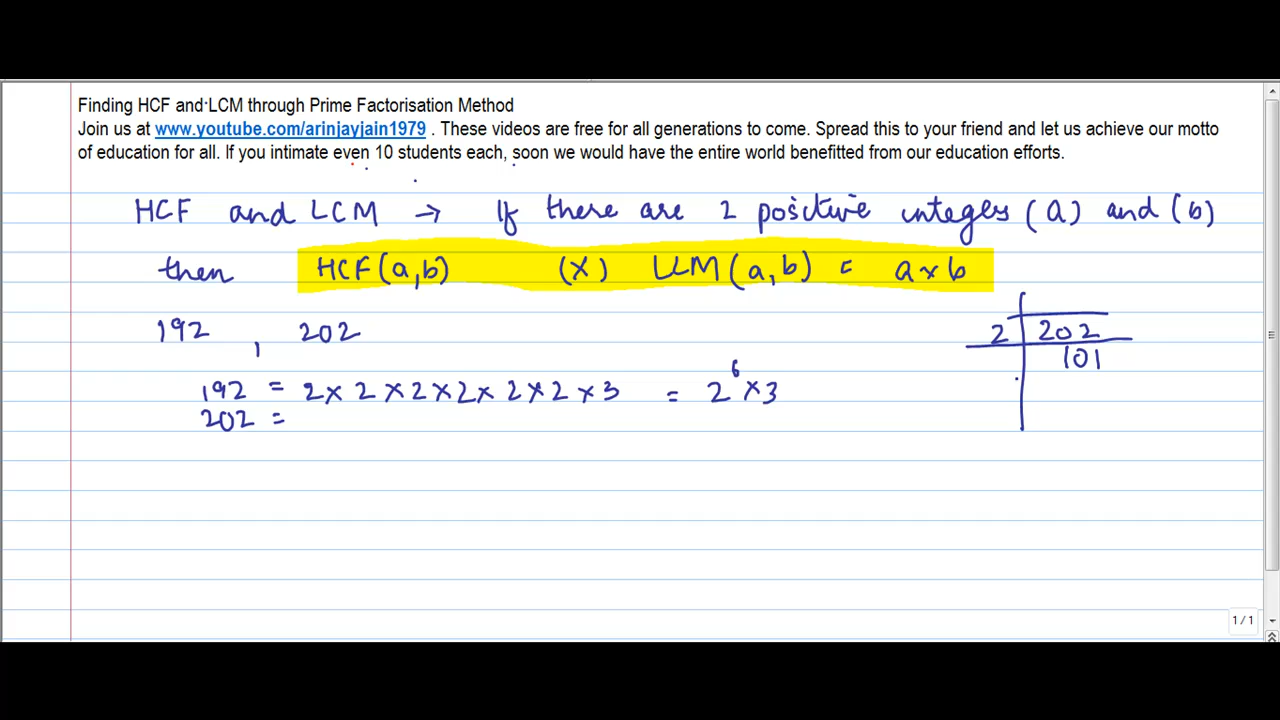 Finding HCF and LCM through Prime Factorisation Method
Join us at www.youtube.com/arinjayjain1979 . These videos are free for all generations to come. Spread this to your friend and let us achieve our motto
of education for all. If you intimate even 10 students each, soon we would have the entire world benefitted from our education efforts.
HCF and LCM → If there are 2 positive integes (a) and (b)
then HCF(a,b) (X) LCM(a,b) = a×b
192 , 202
2 202
101
192 = 2×2×2×2×2×2×3 = 2⁶×3
202 =
1 / 1